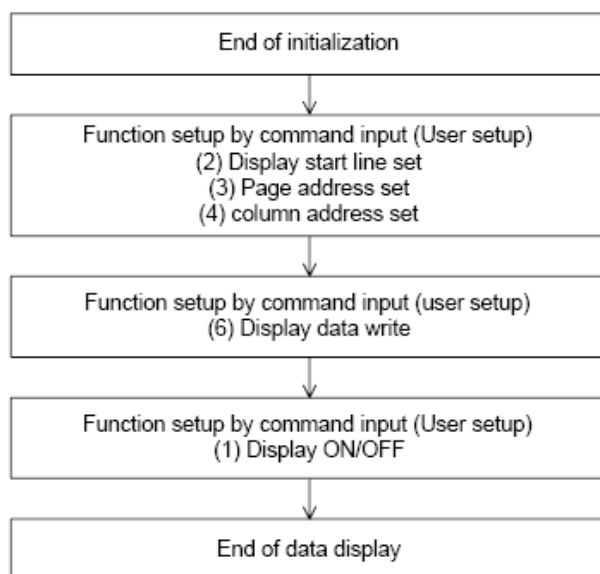 End of initialization
Function setup by command input (User setup)
(2) Display start line set
(3) Page address set
(4) column address set
Function setup by command input (user setup)
(6) Display data write
Function setup by command input (User setup)
(1) Display ON/OFF
End of data display